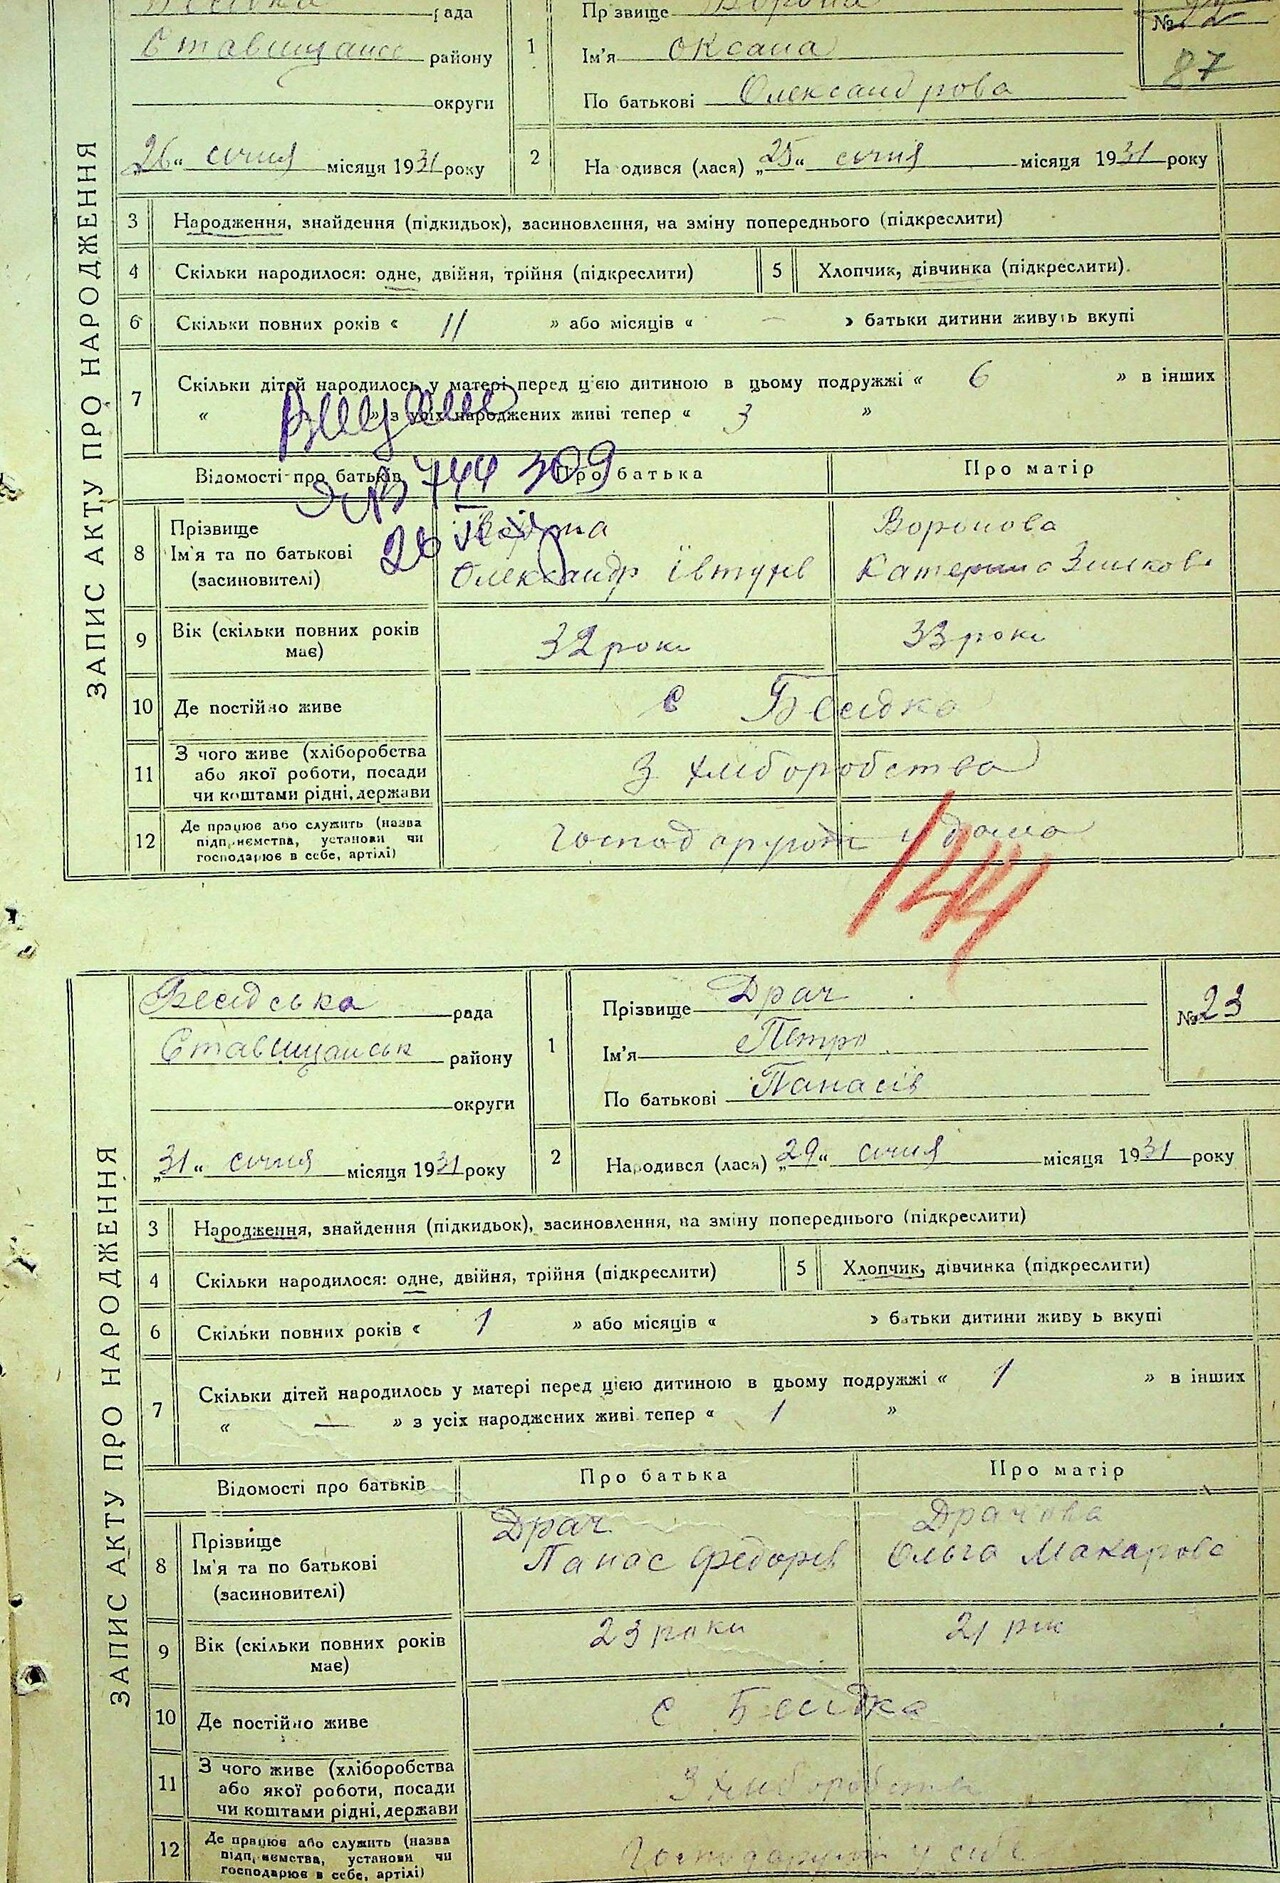 Бесідка рада
Ставищанс району
округи
„26“ січня місяця 1931 року
1
Прізвище Ворона
Ім'я Оксана
По батькові Олександрова
№ 22
87
2
Народився (лася) „25“ січня місяця 1931 року
ЗАПИС АКТУ ПРО НАРОДЖЕННЯ
3 Народження, знайдення (підкидьок), засиновлення, на зміну попереднього (підкреслити)
4 Скільки народилося: одне, двійня, трійня (підкреслити)
5 Хлопчик, дівчинка (підкреслити).
6 Скільки повних років « 11 » або місяців « — » батьки дитини живуть вкупі
7 Скільки дітей народилось у матері перед цією дитиною в цьому подружжі « 6 » в інших
« » з усіх народжених живі тепер « 3 »
744 309
Відомості про батьків
Про батька
Про матір
8 Прізвище
Ім'я та по батькові
(засиновителі)
Олександр Івтухів
Воронова
Катерина
9 Вік (скільки повних років
має)
32 роки
33 роки
10 Де постійно живе
с Бесідка
11 З чого живе (хліборобства
або якої роботи, посади
чи коштами рідні, держави
З хліборобства
12 Де працює або служить (назва
підприємства, установи чи
господарює в себе, артілі)
144
Бесідська рада
Ставищанськ району
округи
„31“ січня місяця 1931 року
1
Прізвище Драч
Ім'я Петро
По батькові Панасів
№ 23
2
Народився (лася) „29“ січня місяця 1931 року
ЗАПИС АКТУ ПРО НАРОДЖЕННЯ
3 Народження, знайдення (підкидьок), засиновлення, на зміну попереднього (підкреслити)
4 Скільки народилося: одне, двійня, трійня (підкреслити)
5 Хлопчик, дівчинка (підкреслити)
6 Скільки повних років « 1 » або місяців « » батьки дитини живуть вкупі
7 Скільки дітей народилось у матері перед цією дитиною в цьому подружжі « 1 » в інших
« — » з усіх народжених живі тепер « 1 »
Відомості про батьків
Про батька
Про матір
8 Прізвище
Ім'я та по батькові
(засиновителі)
Драч
Панас Федорів
Драчова
Ольга Макарова
9 Вік (скільки повних років
має)
23 роки
21 рік
10 Де постійно живе
с Бесідка
11 З чого живе (хліборобства
або якої роботи, посади
чи коштами рідні, держави
З хліборобства
12 Де працює або служить (назва
підприємства, установи чи
господарює в себе, артілі)
Господарують у себе